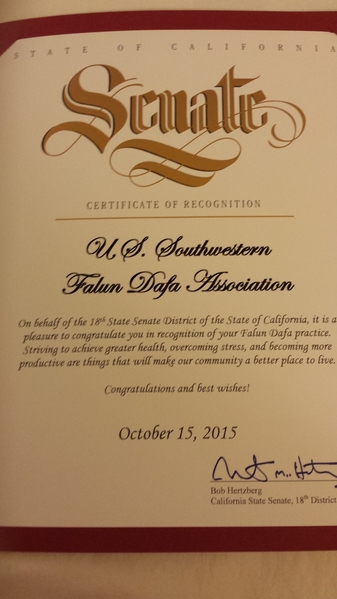 STATE OF CALIFORNIA
Senate
CERTIFICATE OF RECOGNITION
U.S. Southwestern
Falun Dafa Association
On behalf of the 18th State Senate District of the State of California, it is a
pleasure to congratulate you in recognition of your Falun Dafa practice.
Striving to achieve greater health, overcoming stress, and becoming more
productive are things that will make our community a better place to live.
Congratulations and best wishes!
October 15, 2015
Bob Hertzberg
California State Senate, 18th District